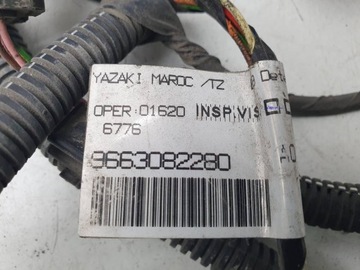 YAZAKI MAROC /TZ
OPER:01620 INSP.VIS
6776
9663082280